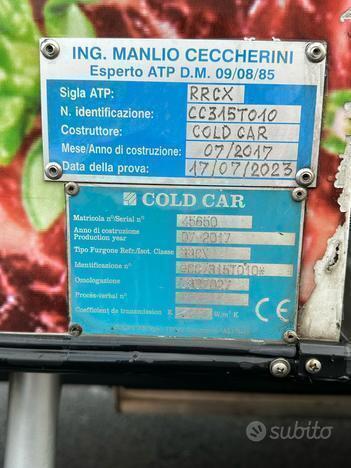 ING. MANLIO CECCHERINI
Esperto ATP D.M. 09/08/85
Sigla ATP: RRCX
N. identificazione: CC315T010
Costruttore: COLD CAR
Mese/Anno di costruzione: 07/2017
Data della prova: 17/07/2023
COLD CAR
Matricola n°/Serial n° 45650
Anno di costruzione
Production year 07-2017
Tipo Furgone Refr./Isot. Classe
Identificazione n°
Omologazione
Procès-verbal n°
Coefficient de transmission K W/m² K
CE
subito